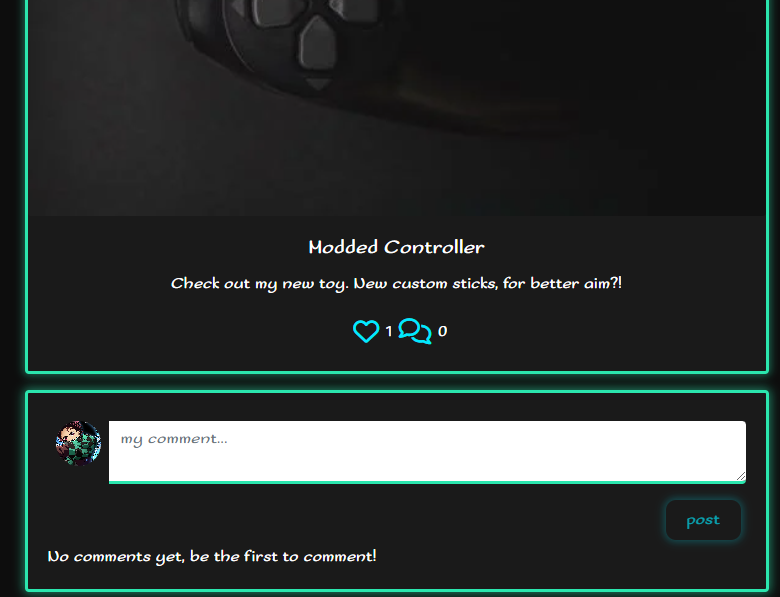 Modded Controller
Check out my new toy. New custom sticks, for better aim?!
1 0
my comment...
post
No comments yet, be the first to comment!